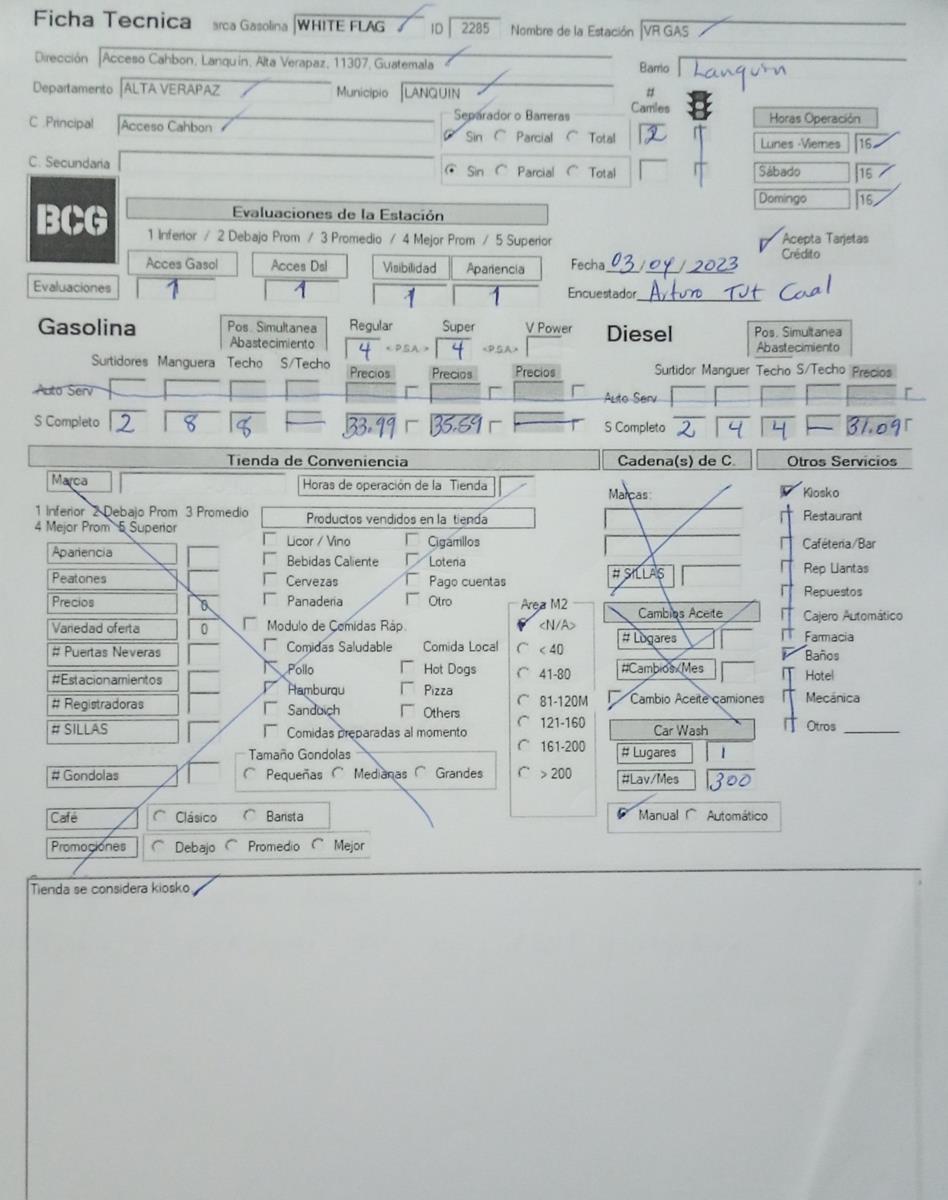 Ficha Tecnica arca Gasolina WHITE FLAG ID 2285 Nombre de la Estación VR GAS
Dirección Acceso Cahbon, Lanquin, Alta Verapaz, 11307, Guatemala Barrio Lanquin
Departamento ALTA VERAPAZ Municipio LANQUIN # Carriles
Separador o Barreras Horas Operación
C Principal Acceso Cahbon Sin Parcial Total 2 Lunes -Viernes 16
C. Secundaria Sin Parcial Total Sábado 16
Domingo 16
BCG
Evaluaciones de la Estación
1 Inferior / 2 Debajo Prom / 3 Promedio / 4 Mejor Prom / 5 Superior Acepta Tarjetas Crédito
Acces Gasol Acces Dsl Visibilidad Apariencia Fecha 03/04/2023
Evaluaciones 1 1 1 1 Encuestador Arturo Tut Caal
Gasolina Pos. Simultanea Abastecimiento Regular Super V Power Diesel Pos. Simultanea Abastecimiento
4 <P.S.A.> 4 <P.S.A>
Surtidores Manguera Techo S/Techo Precios Precios Precios Surtidor Manguer Techo S/Techo Precios
Auto Serv Auto Serv
S Completo 2 8 8 — 33.99 35.59 — S Completo 2 4 4 — 31.09
Tienda de Conveniencia Cadena(s) de C. Otros Servicios
Marca Horas de operación de la Tienda Marcas: Kiosko
1 Inferior 2 Debajo Prom 3 Promedio Productos vendidos en la tienda Restaurant
4 Mejor Prom 5 Superior
Licor / Vino Cigarrillos Caféteria/Bar
Apariencia Bebidas Caliente Loteria Rep Llantas
Peatones Cervezas Pago cuentas # SILLAS Repuestos
Precios 0 Panaderia Otro Area M2 Cambios Aceite Cajero Automático
Variedad oferta 0 Modulo de Comidas Ráp. <N/A> # Lugares Farmacia
# Puertas Neveras Comidas Saludable Comida Local < 40 Baños
#Estacionamientos Pollo Hot Dogs 41-80 #Cambios/Mes Hotel
# Registradoras Hamburqu Pizza 81-120M Cambio Aceite camiones Mecánica
# SILLAS Sanduich Others 121-160 Car Wash Otros
Comidas preparadas al momento 161-200 # Lugares 1
Tamaño Gondolas
# Gondolas Pequeñas Medianas Grandes > 200 #Lav/Mes 300
Café Clásico Barista Manual Automático
Promociones Debajo Promedio Mejor
Tienda se considera kiosko